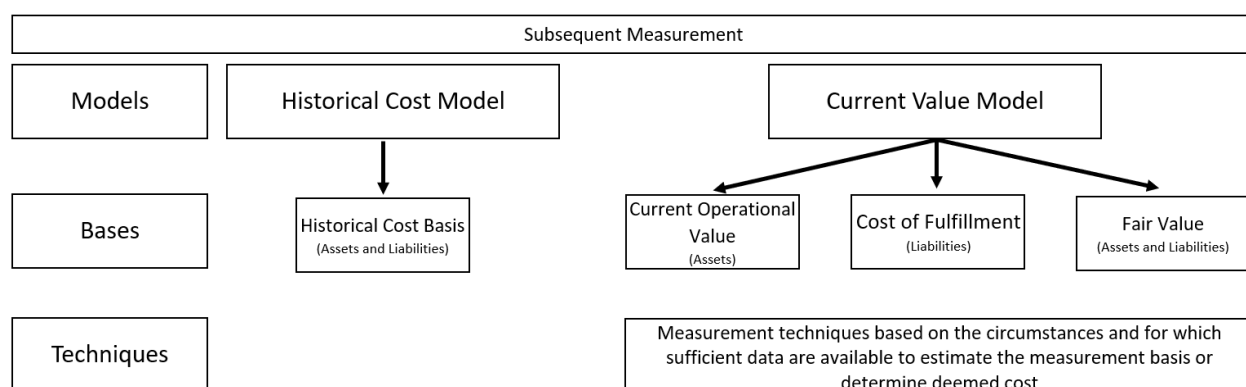 Subsequent Measurement
Models
Historical Cost Model
Current Value Model
Bases
Historical Cost Basis
(Assets and Liabilities)
Current Operational
Value
(Assets)
Cost of Fulfillment
(Liabilities)
Fair Value
(Assets and Liabilities)
Techniques
Measurement techniques based on the circumstances and for which
sufficient data are available to estimate the measurement basis or
determine deemed cost